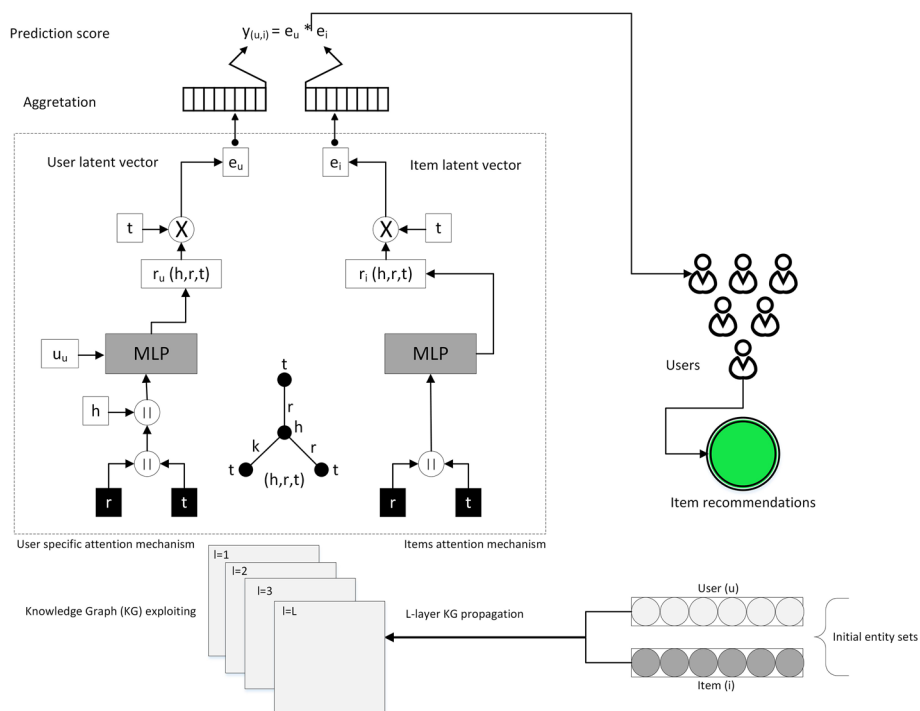 Prediction score
y(u,i) = eu * ei
Aggretation
User latent vector
eu
ei
Item latent vector
t
X
X
t
ru (h,r,t)
ri (h,r,t)
uu
MLP
MLP
t
r
h
||
h
k
r
t
t
(h,r,t)
||
||
r
t
r
t
User specific attention mechanism
Items attention mechanism
Users
Item recommendations
l=1
l=2
l=3
l=L
Knowledge Graph (KG) exploiting
L-layer KG propagation
User (u)
Initial entity sets
Item (i)